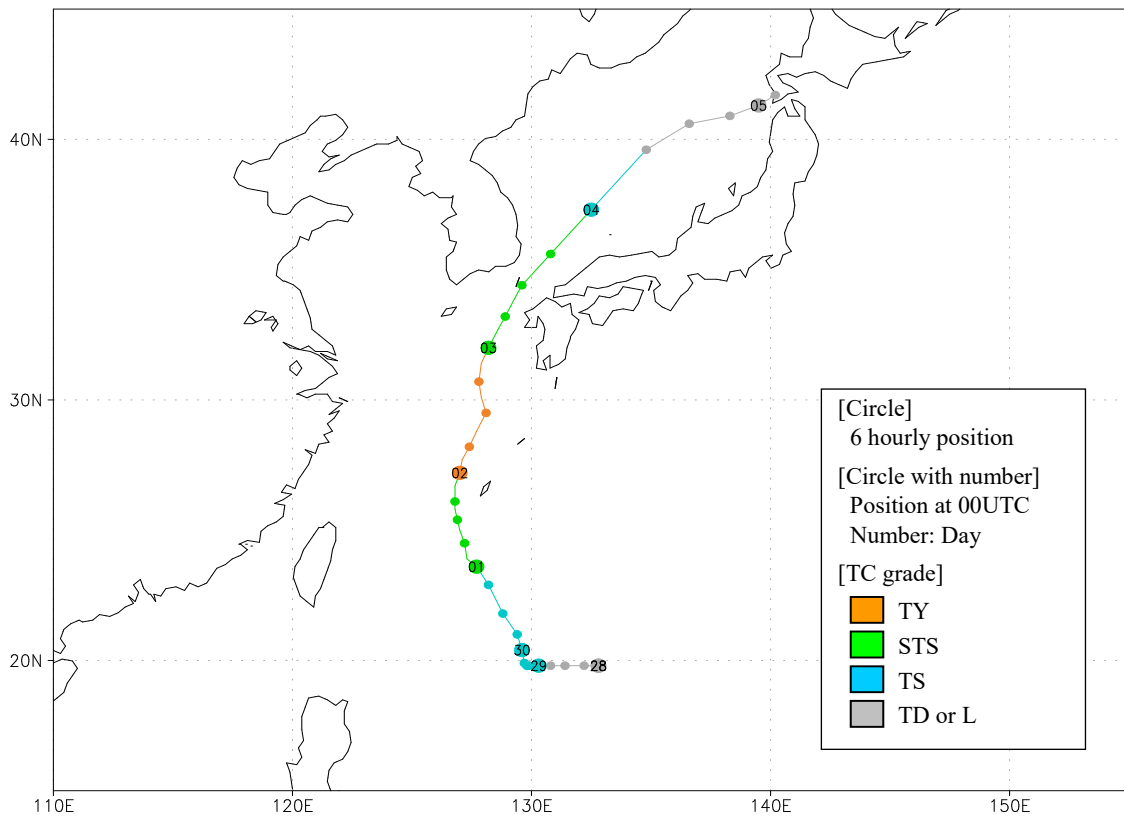 05
40N
04
03
30N
[Circle]
6 hourly position
[Circle with number]
Position at 00UTC
Number: Day
[TC grade]
TY
STS
TS
TD or L
02
01
30
20N
29
28
110E
120E
130E
140E
150E